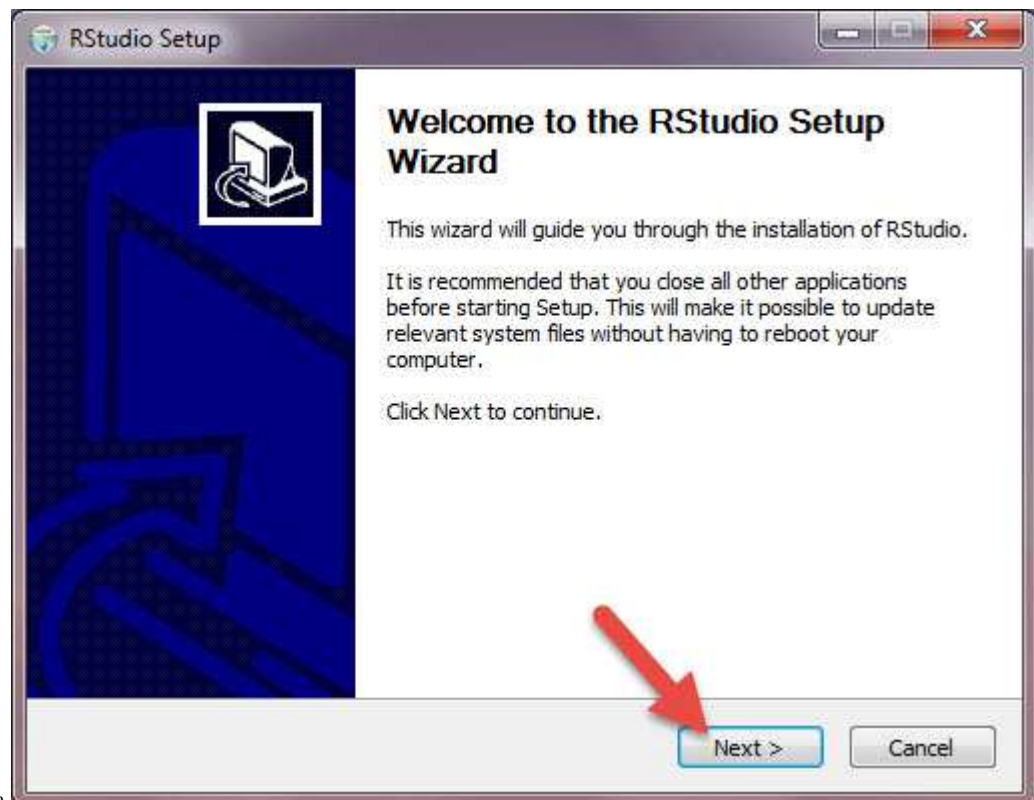 RStudio Setup
Welcome to the RStudio Setup
Wizard
This wizard will guide you through the installation of RStudio.
It is recommended that you close all other applications
before starting Setup. This will make it possible to update
relevant system files without having to reboot your
computer.
Click Next to continue.
Next >
Cancel